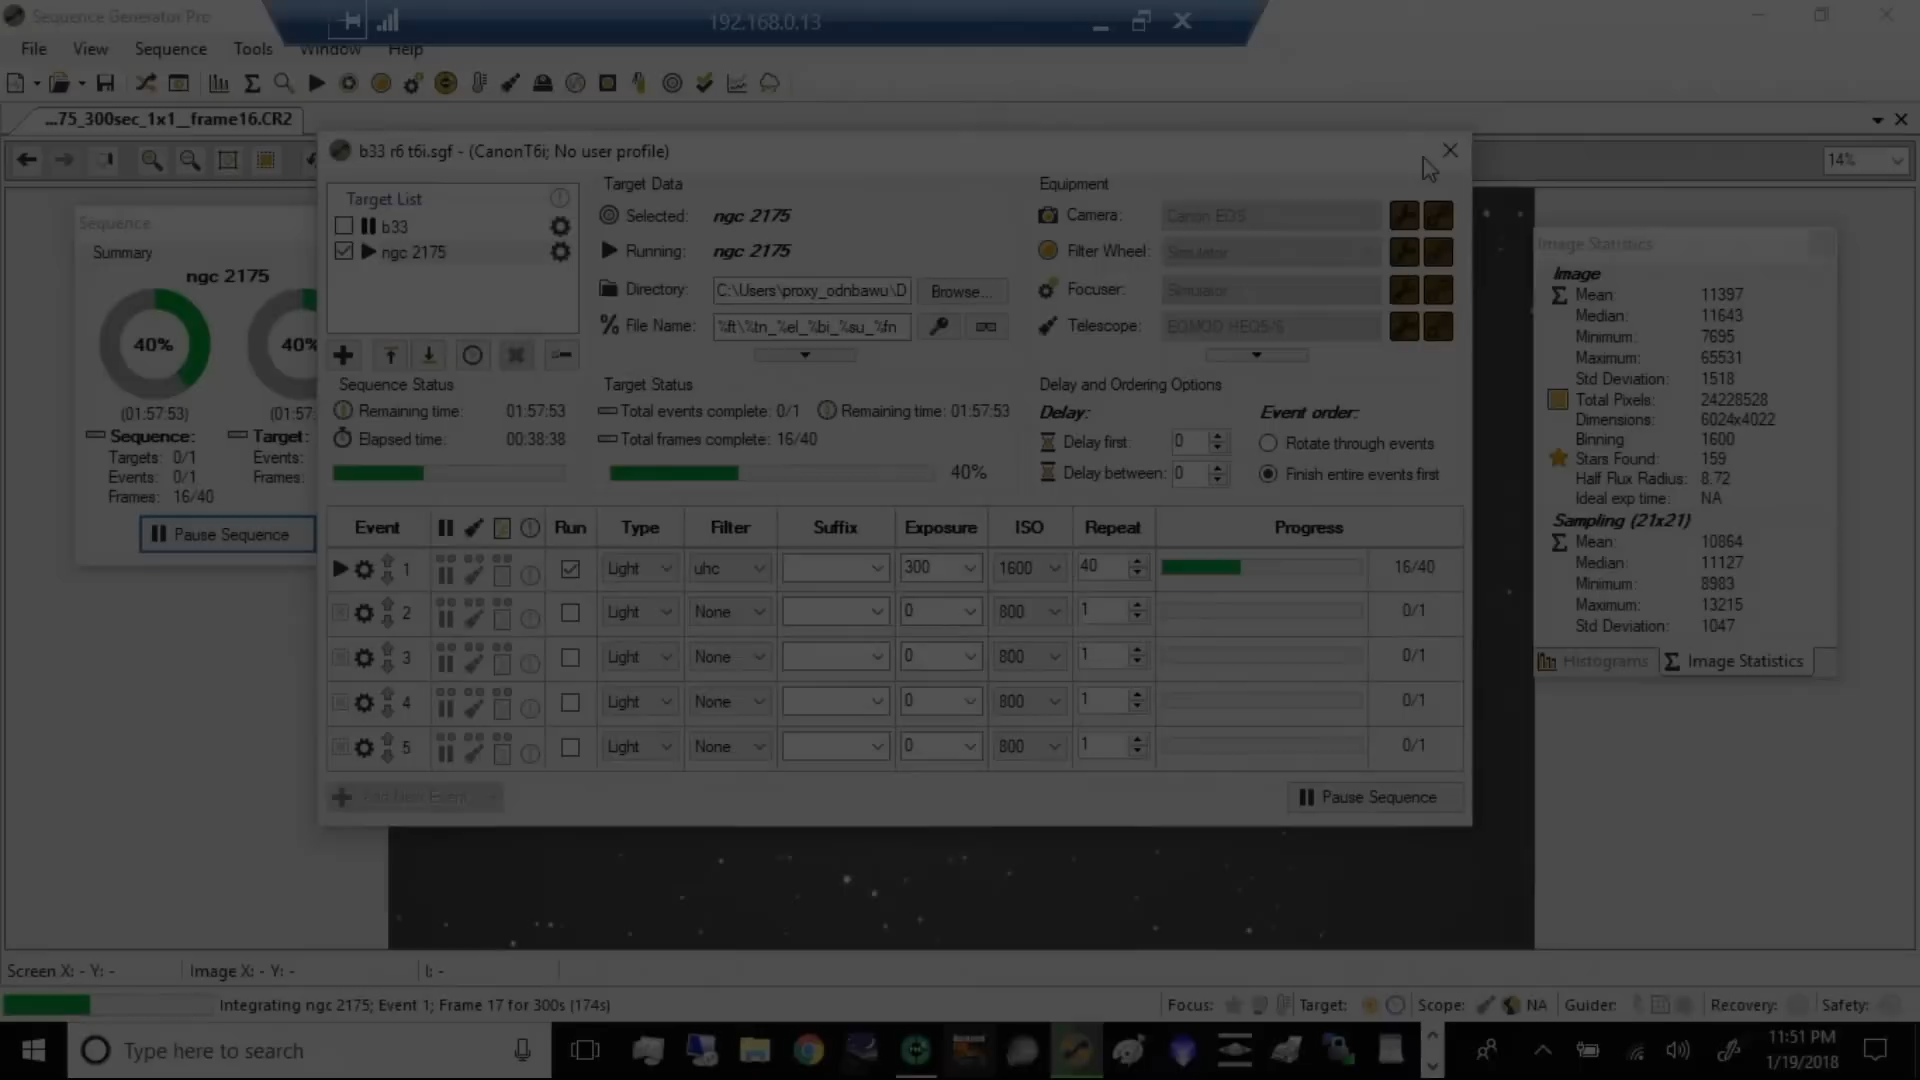 Sequence Generator Pro
192.168.0.13
File View Sequence Tools Window Help
...75_300sec_1x1__frame16.CR2
14%
b33 r6 t6i.sgf - (CanonT6i; No user profile)
Sequence
Summary
ngc 2175
40%
40%
(01:57:53)
(01:57:
Sequence:
Target:
Targets: 0/1
Events: 0/1
Events:
Frames: 16/40
Frames:
Pause Sequence
Target List
b33
ngc 2175
Target Data
Selected: ngc 2175
Running: ngc 2175
Directory: C:\Users\proxy_odnbawu\D Browse...
File Name: %ft\%tn_%el_%bi_%su_%fn
Equipment
Camera: Canon EOS
Filter Wheel: Simulator
Focuser: Simulator
Telescope: EQMOD HEQ5/6
Sequence Status
Remaining time: 01:57:53
Elapsed time: 00:38:38
Target Status
Total events complete: 0/1 Remaining time: 01:57:53
Total frames complete: 16/40
40%
Delay and Ordering Options
Delay:
Delay first: 0
Delay between: 0
Event order:
Rotate through events
Finish entire events first
Event Run Type Filter Suffix Exposure ISO Repeat Progress
1 Light uhc 300 1600 40 16/40
2 Light None 0 800 1 0/1
3 Light None 0 800 1 0/1
4 Light None 0 800 1 0/1
5 Light None 0 800 1 0/1
Add New Event
Pause Sequence
Image Statistics
Image
Mean: 11397
Median: 11643
Minimum: 7695
Maximum: 65531
Std Deviation: 1518
Total Pixels: 24228528
Dimensions: 6024x4022
Binning 1600
Stars Found: 159
Half Flux Radius: 8.72
Ideal exp time: NA
Sampling (21x21)
Mean: 10864
Median: 11127
Minimum: 8983
Maximum: 13215
Std Deviation: 1047
Histograms Image Statistics
Screen X: - Y: - Image X: - Y: - I: -
Integrating ngc 2175; Event 1; Frame 17 for 300s (174s)
Focus: Target: Scope: NA Guider: Recovery: Safety:
Type here to search
11:51 PM
1/19/2018